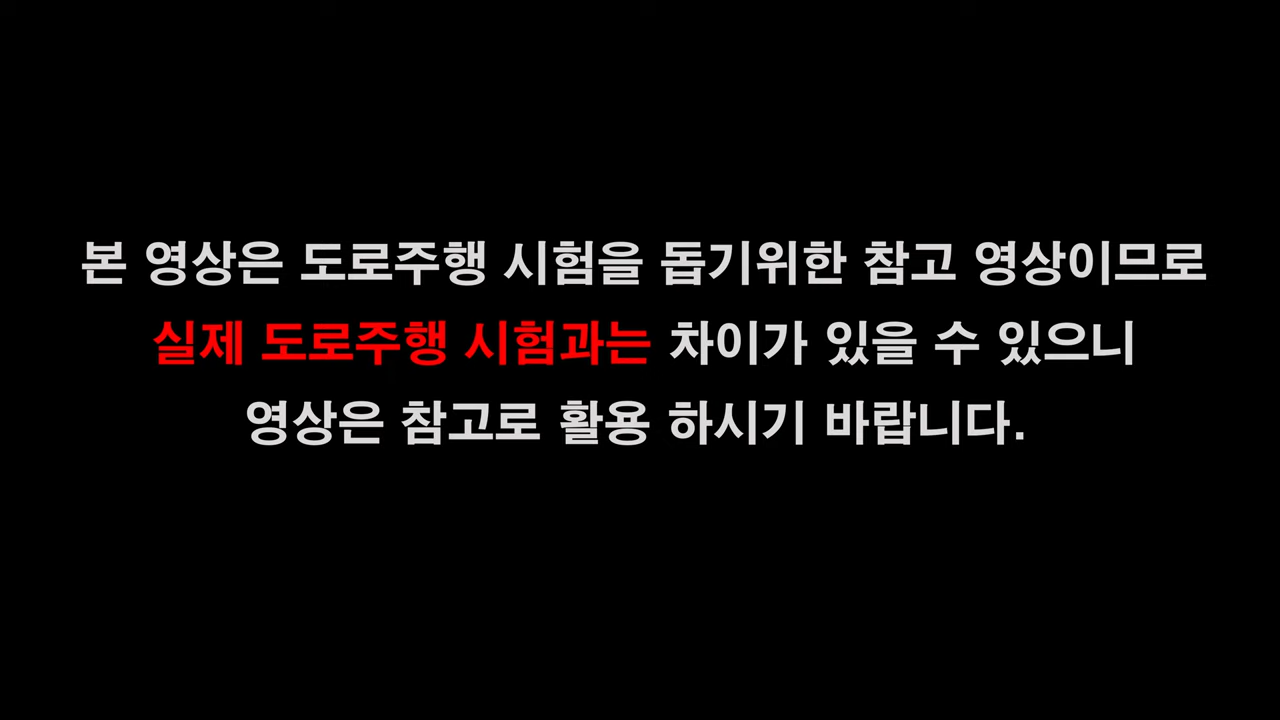 본 영상은 도로주행 시험을 돕기위한 참고 영상이므로
실제 도로주행 시험과는 차이가 있을 수 있으니
영상은 참고로 활용 하시기 바랍니다.